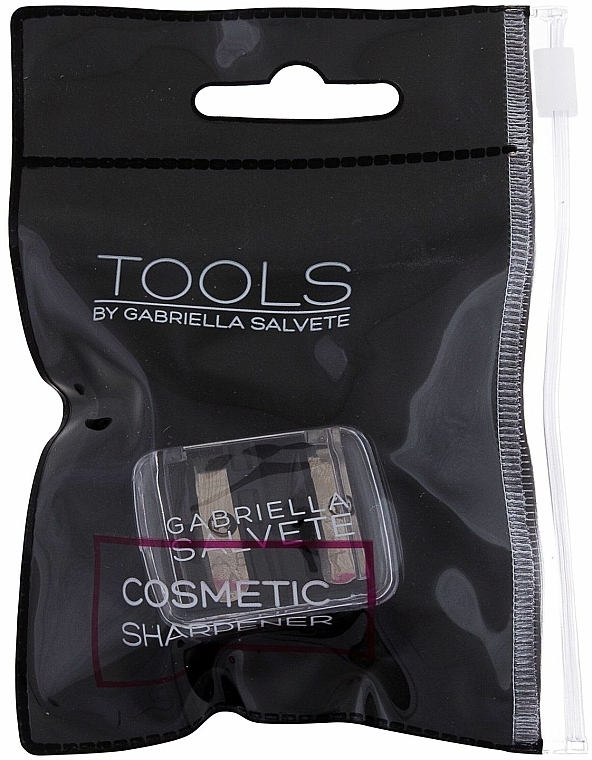 TOOLS
BY GABRIELLA SALVETE
GABRIELLA
SALVETE
COSMETIC
SHARPENER